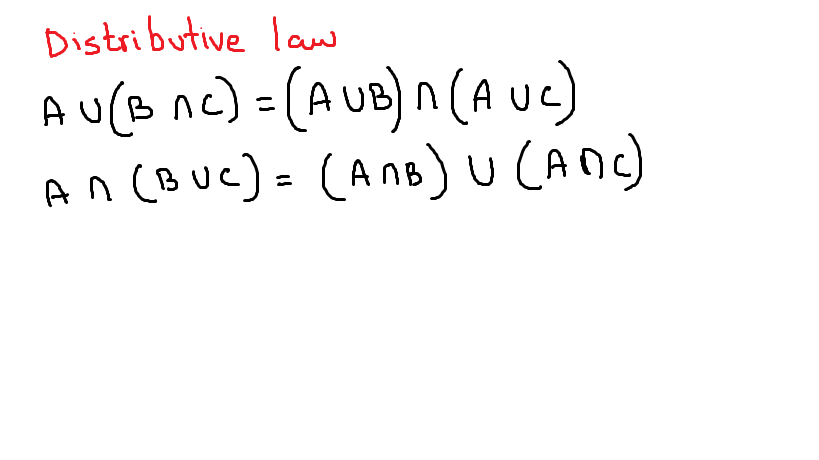 Distributive law
A ∪ (B ∩ C) = (A ∪ B) ∩ (A ∪ C)
A ∩ (B ∪ C) = (A ∩ B) ∪ (A ∩ C)